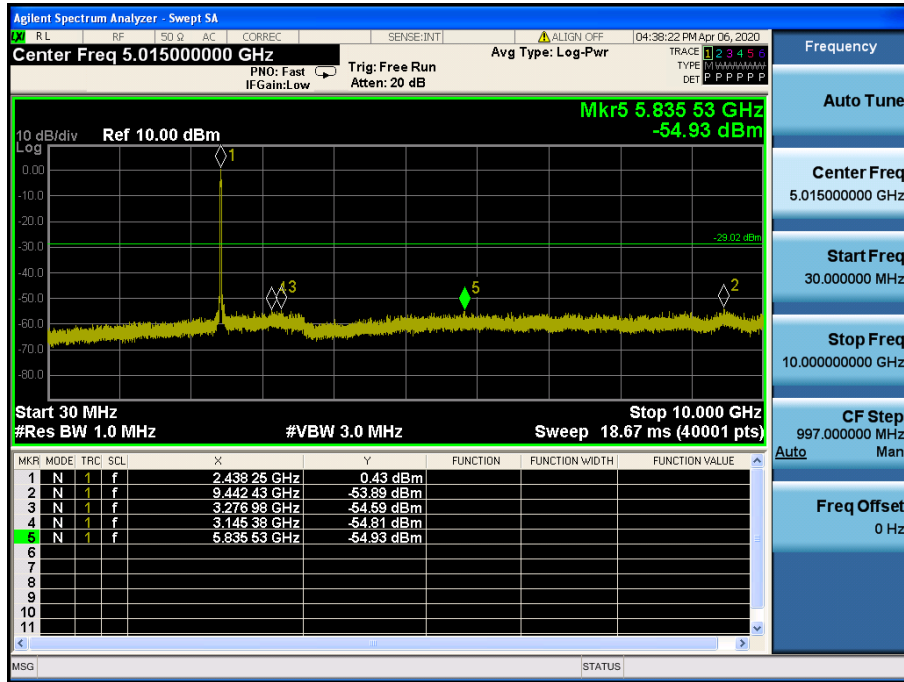 Agilent Spectrum Analyzer - Swept SA
LXI RL RF 50 Ω AC CORREC SENSE:INT ALIGN OFF 04:38:22 PM Apr 06, 2020
Center Freq 5.015000000 GHz
PNO: Fast
IFGain:Low
Trig: Free Run
Atten: 20 dB
Avg Type: Log-Pwr
TRACE 1 2 3 4 5 6
TYPE M WWWWW
DET P P P P P P
Mkr5 5.835 53 GHz
-54.93 dBm
10 dB/div Ref 10.00 dBm
Log
0.00
-10.0
-20.0
-30.0
-40.0
-50.0
-60.0
-70.0
-80.0
1
-29.02 dBm
4 3
5
2
Start 30 MHz Stop 10.000 GHz
#Res BW 1.0 MHz #VBW 3.0 MHz Sweep 18.67 ms (40001 pts)
MKR MODE TRC SCL X Y FUNCTION FUNCTION WIDTH FUNCTION VALUE
1 N 1 f 2.438 25 GHz 0.43 dBm
2 N 1 f 9.442 43 GHz -53.89 dBm
3 N 1 f 3.276 98 GHz -54.59 dBm
4 N 1 f 3.145 38 GHz -54.81 dBm
5 N 1 f 5.835 53 GHz -54.93 dBm
6
7
8
9
10
11
MSG STATUS
Frequency
Auto Tune
Center Freq
5.015000000 GHz
Start Freq
30.000000 MHz
Stop Freq
10.000000000 GHz
CF Step
997.000000 MHz
Auto Man
Freq Offset
0 Hz